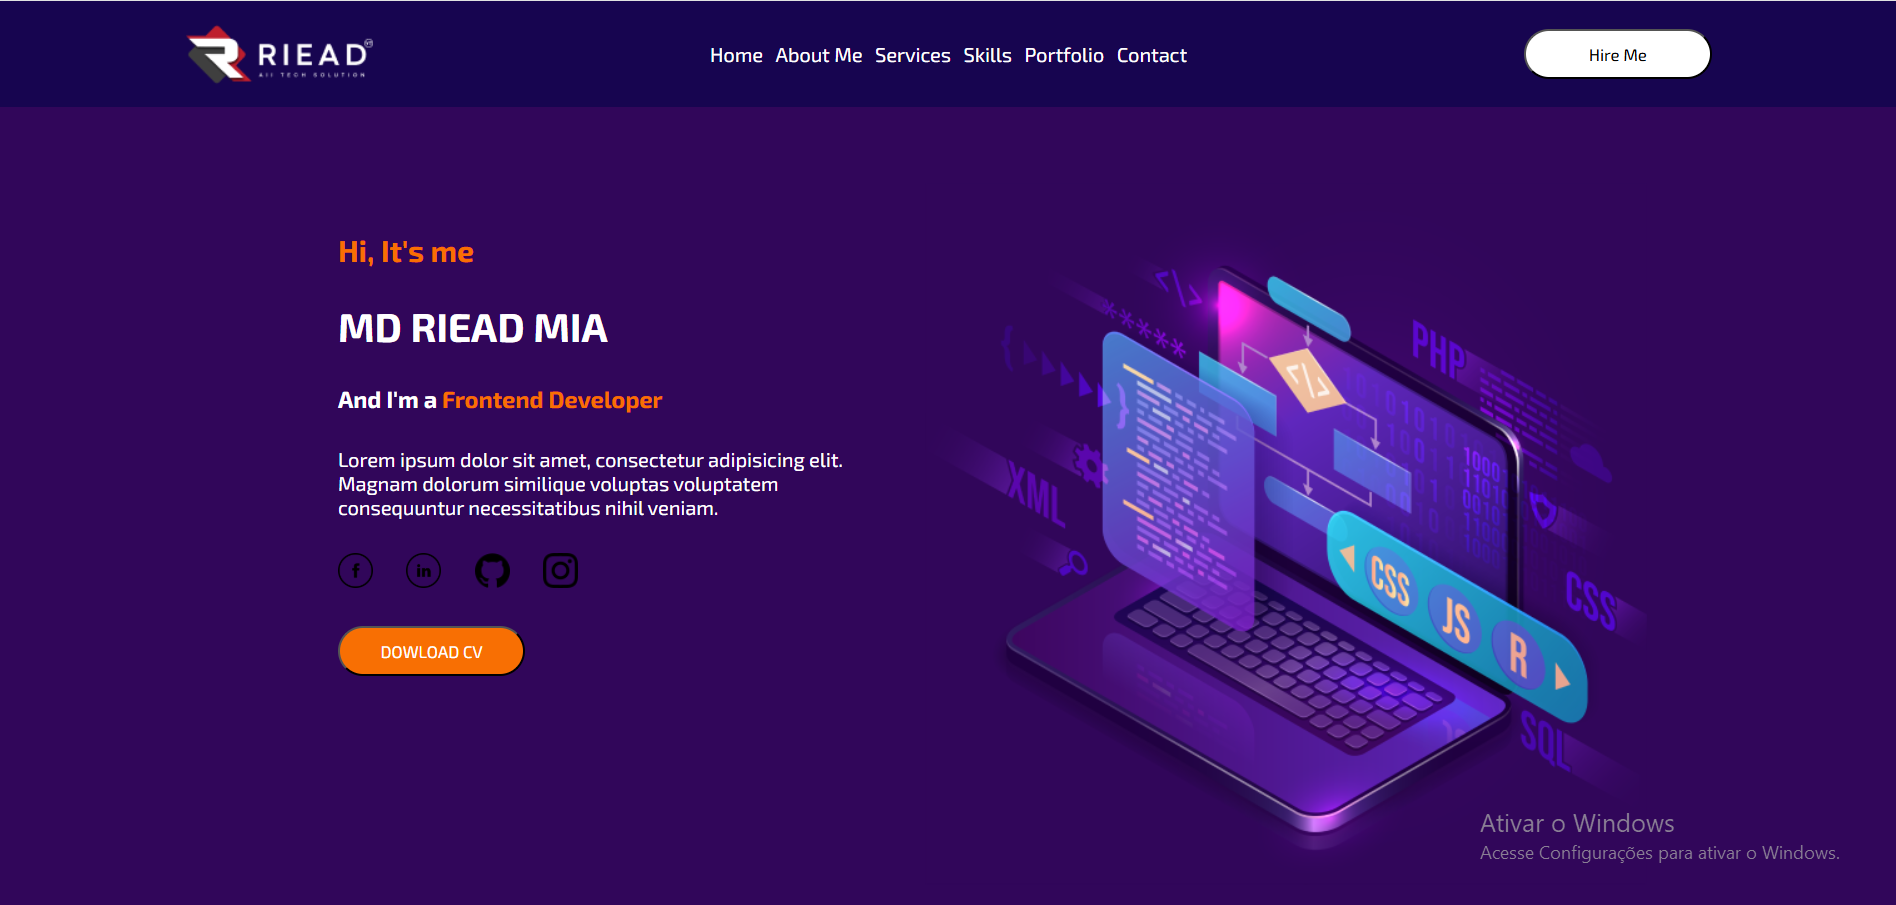 RIEAD
All TECH SOLUTION
Home About Me Services Skills Portfolio Contact
Hire Me
Hi, It's me
MD RIEAD MIA
And I'm a Frontend Developer
Lorem ipsum dolor sit amet, consectetur adipisicing elit.
Magnam dolorum similique voluptas voluptatem
consequuntur necessitatibus nihil veniam.
f
in
DOWLOAD CV
</>
*****
PHP
</>
XML
CSS
JS
R
CSS
SQL
Ativar o Windows
Acesse Configurações para ativar o Windows.